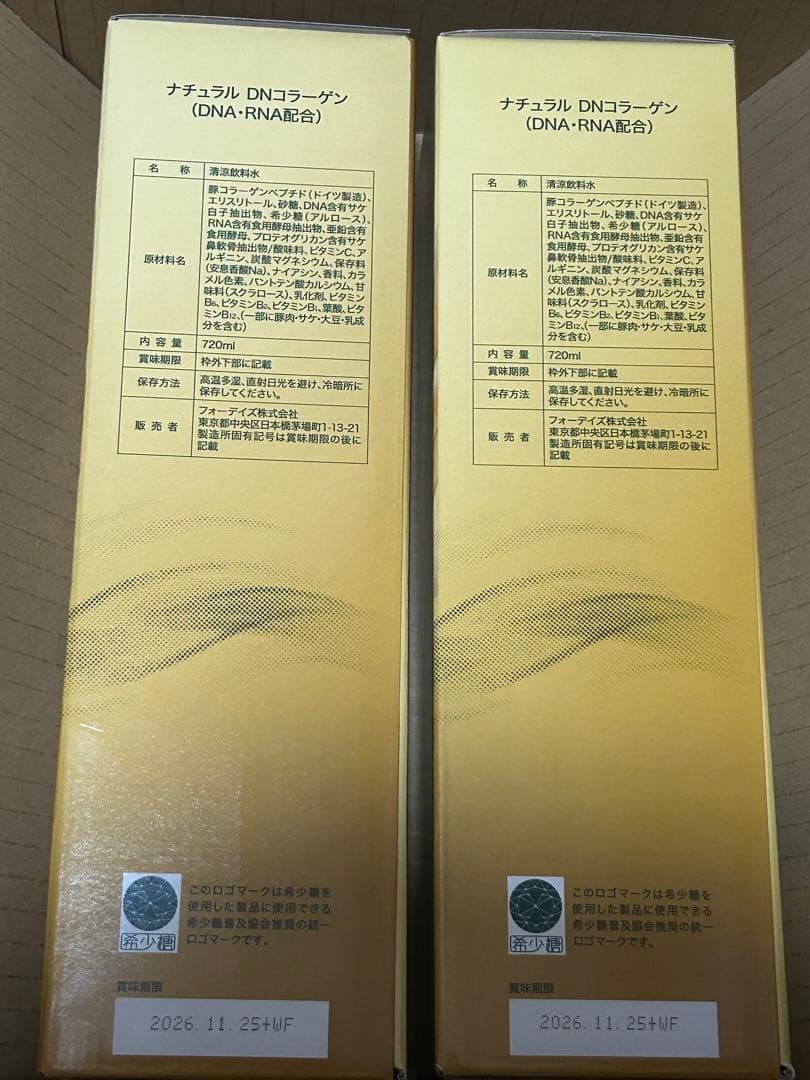 ナチュラル DNコラーゲン
(DNA・RNA配合)
名 称 清涼飲料水
原材料名
豚コラーゲンペプチド(ドイツ製造)、
エリスリトール、砂糖、DNA含有サケ
白子抽出物、希少糖(アルロース)、
RNA含有食用酵母抽出物、亜鉛含有
食用酵母、プロテオグリカン含有サケ
鼻軟骨抽出物/酸味料、ビタミンC、ア
ルギニン、炭酸マグネシウム、保存料
(安息香酸Na)、ナイアシン、香料、カラ
メル色素、パントテン酸カルシウム、甘
味料(スクラロース)、乳化剤、ビタミン
B6、ビタミンB2、ビタミンB1、葉酸、ビタ
ミンB12、(一部に豚肉・サケ・大豆・乳成
分を含む)
内 容 量 720ml
賞味期限 枠外下部に記載
保存方法
高温多湿、直射日光を避け、冷暗所に
保存してください。
販 売 者
フォーデイズ株式会社
東京都中央区日本橋茅場町1-13-21
製造所固有記号は賞味期限の後に
記載
希少糖
このロゴマークは希少糖を
使用した製品に使用できる
希少糖普及協会推奨の統一
ロゴマークです。
賞味期限
2026.11.25+WF
ナチュラル DNコラーゲン
(DNA・RNA配合)
名 称 清涼飲料水
原材料名
豚コラーゲンペプチド(ドイツ製造)、
エリスリトール、砂糖、DNA含有サケ
白子抽出物、希少糖(アルロース)、
RNA含有食用酵母抽出物、亜鉛含有
食用酵母、プロテオグリカン含有サケ
鼻軟骨抽出物/酸味料、ビタミンC、ア
ルギニン、炭酸マグネシウム、保存料
(安息香酸Na)、ナイアシン、香料、カラ
メル色素、パントテン酸カルシウム、甘
味料(スクラロース)、乳化剤、ビタミン
B6、ビタミンB2、ビタミンB1、葉酸、ビタ
ミンB12、(一部に豚肉・サケ・大豆・乳成
分を含む)
内 容 量 720ml
賞味期限 枠外下部に記載
保存方法
高温多湿、直射日光を避け、冷暗所に
保存してください。
販 売 者
フォーデイズ株式会社
東京都中央区日本橋茅場町1-13-21
製造所固有記号は賞味期限の後に
記載
希少糖
このロゴマークは希少糖を
使用した製品に使用できる
希少糖普及協会推奨の統一
ロゴマークです。
賞味期限
2026.11.25+WF